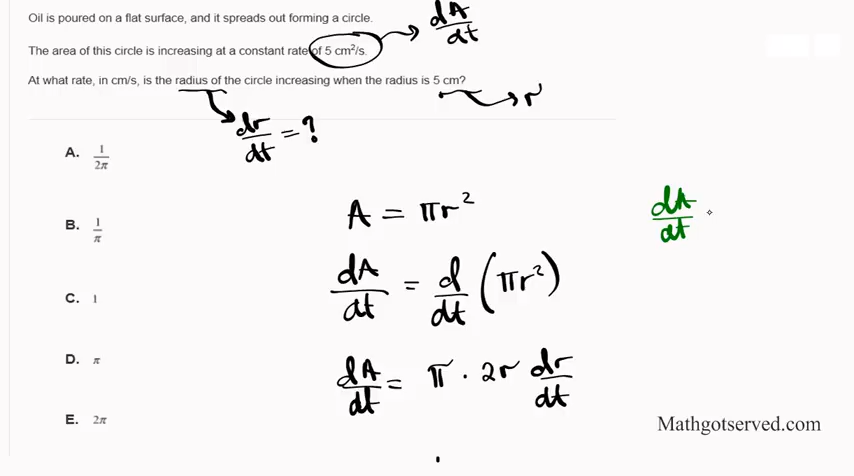 Oil is poured on a flat surface, and it spreads out forming a circle.
dA/dt
The area of this circle is increasing at a constant rate of 5 cm²/s.
At what rate, in cm/s, is the radius of the circle increasing when the radius is 5 cm?
r
dr/dt = ?
A. 1/2π
B. 1/π
C. 1
D. π
E. 2π
A = πr²
dA/dt = d/dt (πr²)
dA/dt = π · 2r dr/dt
dA/dt
Mathgotserved.com